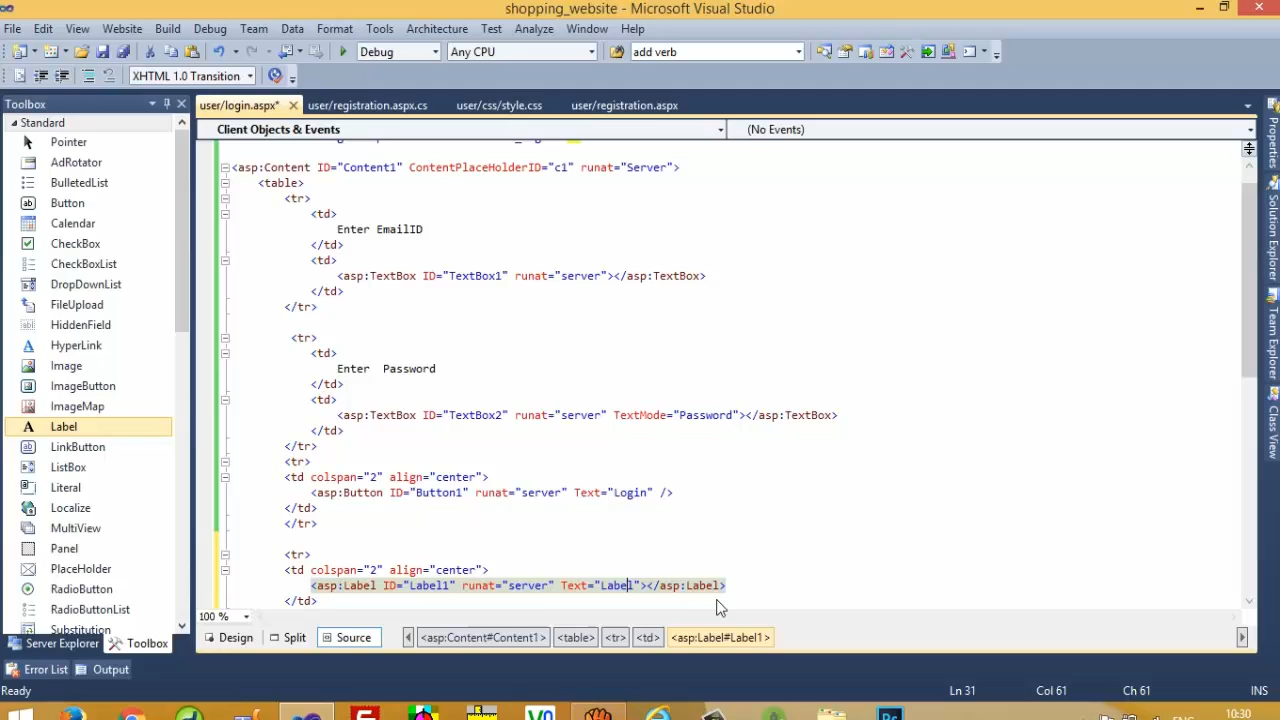 shopping_website - Microsoft Visual Studio
File Edit View Website Build Debug Team Data Format Tools Architecture Test Analyze Window Help
Debug Any CPU add verb
XHTML 1.0 Transition
Toolbox
user/login.aspx* user/registration.aspx.cs user/css/style.css user/registration.aspx
Client Objects & Events (No Events)
Standard
Pointer
AdRotator
BulletedList
Button
Calendar
CheckBox
CheckBoxList
DropDownList
FileUpload
HiddenField
HyperLink
Image
ImageButton
ImageMap
Label
LinkButton
ListBox
Literal
Localize
MultiView
Panel
PlaceHolder
RadioButton
RadioButtonList
Substitution
<asp:Content ID="Content1" ContentPlaceHolderID="c1" runat="Server">
<table>
<tr>
<td>
Enter EmailID
</td>
<td>
<asp:TextBox ID="TextBox1" runat="server"></asp:TextBox>
</td>
</tr>
<tr>
<td>
Enter Password
</td>
<td>
<asp:TextBox ID="TextBox2" runat="server" TextMode="Password"></asp:TextBox>
</td>
</tr>
<tr>
<td colspan="2" align="center">
<asp:Button ID="Button1" runat="server" Text="Login" />
</td>
</tr>
<tr>
<td colspan="2" align="center">
<asp:Label ID="Label1" runat="server" Text="Label"></asp:Label>
</td>
100 %
Design Split Source <asp:Content#Content1> <table> <tr> <td> <asp:Label#Label1>
Server Explorer Toolbox
Error List Output
Properties
Solution Explorer
Team Explorer
Class View
Ready Ln 31 Col 61 Ch 61 INS
10:30